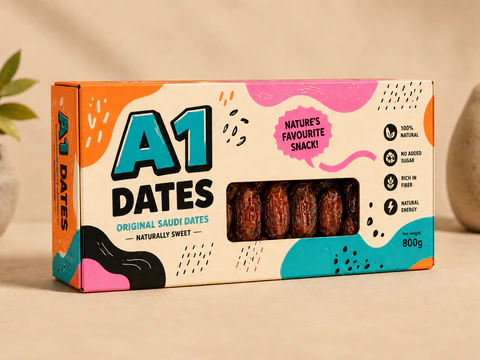 A1
DATES
ORIGINAL SAUDI DATES
— NATURALLY SWEET —
NATURE'S
FAVOURITE
SNACK!
100%
NATURAL
NO ADDED
SUGAR
RICH IN
FIBER
NATURAL
ENERGY
Net weight
800g
A1 DATES